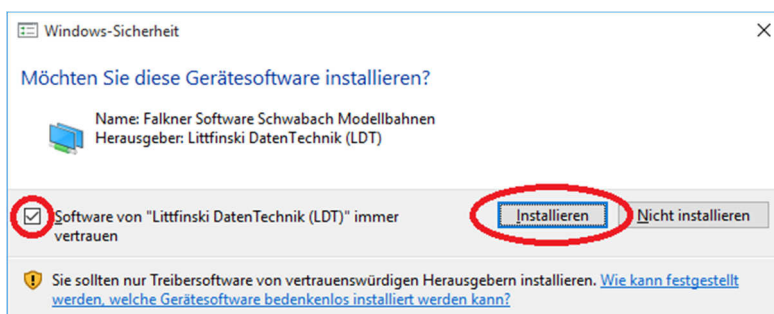 Windows-Sicherheit
Möchten Sie diese Gerätesoftware installieren?
Name: Falkner Software Schwabach Modellbahnen
Herausgeber: Littfinski DatenTechnik (LDT)
Software von "Littfinski DatenTechnik (LDT)" immer
vertrauen
Installieren
Nicht installieren
Sie sollten nur Treibersoftware von vertrauenswürdigen Herausgebern installieren. Wie kann festgestellt
werden, welche Gerätesoftware bedenkenlos installiert werden kann?